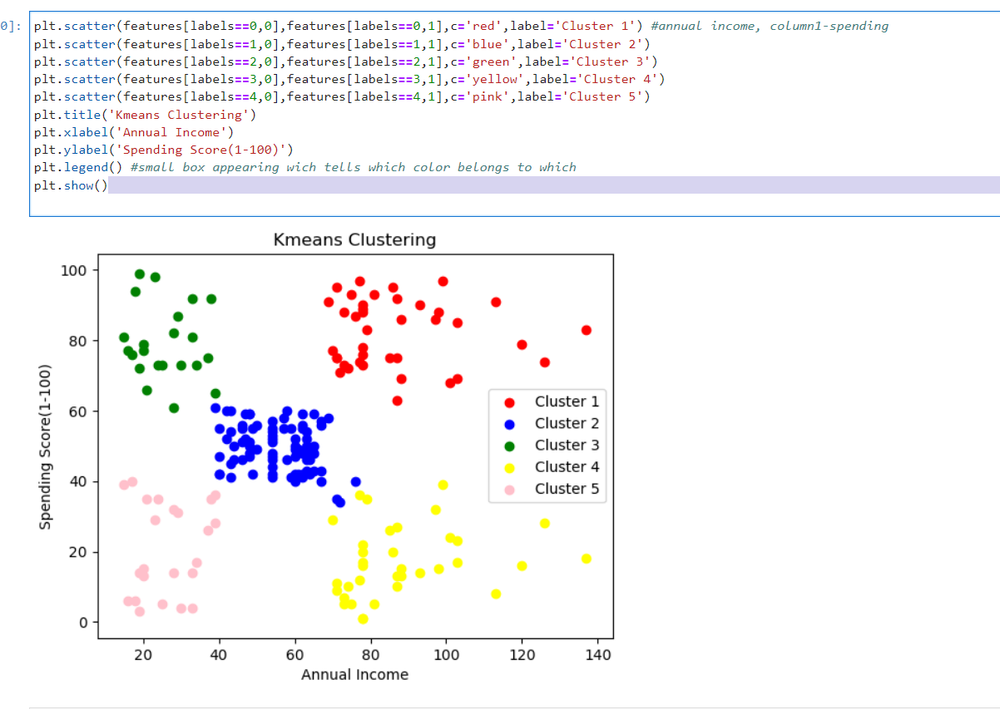 0]:
plt.scatter(features[labels==0,0],features[labels==0,1],c='red',label='Cluster 1') #annual income, column1-spending
plt.scatter(features[labels==1,0],features[labels==1,1],c='blue',label='Cluster 2')
plt.scatter(features[labels==2,0],features[labels==2,1],c='green',label='Cluster 3')
plt.scatter(features[labels==3,0],features[labels==3,1],c='yellow',label='Cluster 4')
plt.scatter(features[labels==4,0],features[labels==4,1],c='pink',label='Cluster 5')
plt.title('Kmeans Clustering')
plt.xlabel('Annual Income')
plt.ylabel('Spending Score(1-100)')
plt.legend() #small box appearing wich tells which color belongs to which
plt.show()
Kmeans Clustering
100
80
60
40
20
0
Spending Score(1-100)
Cluster 1
Cluster 2
Cluster 3
Cluster 4
Cluster 5
20 40 60 80 100 120 140
Annual Income